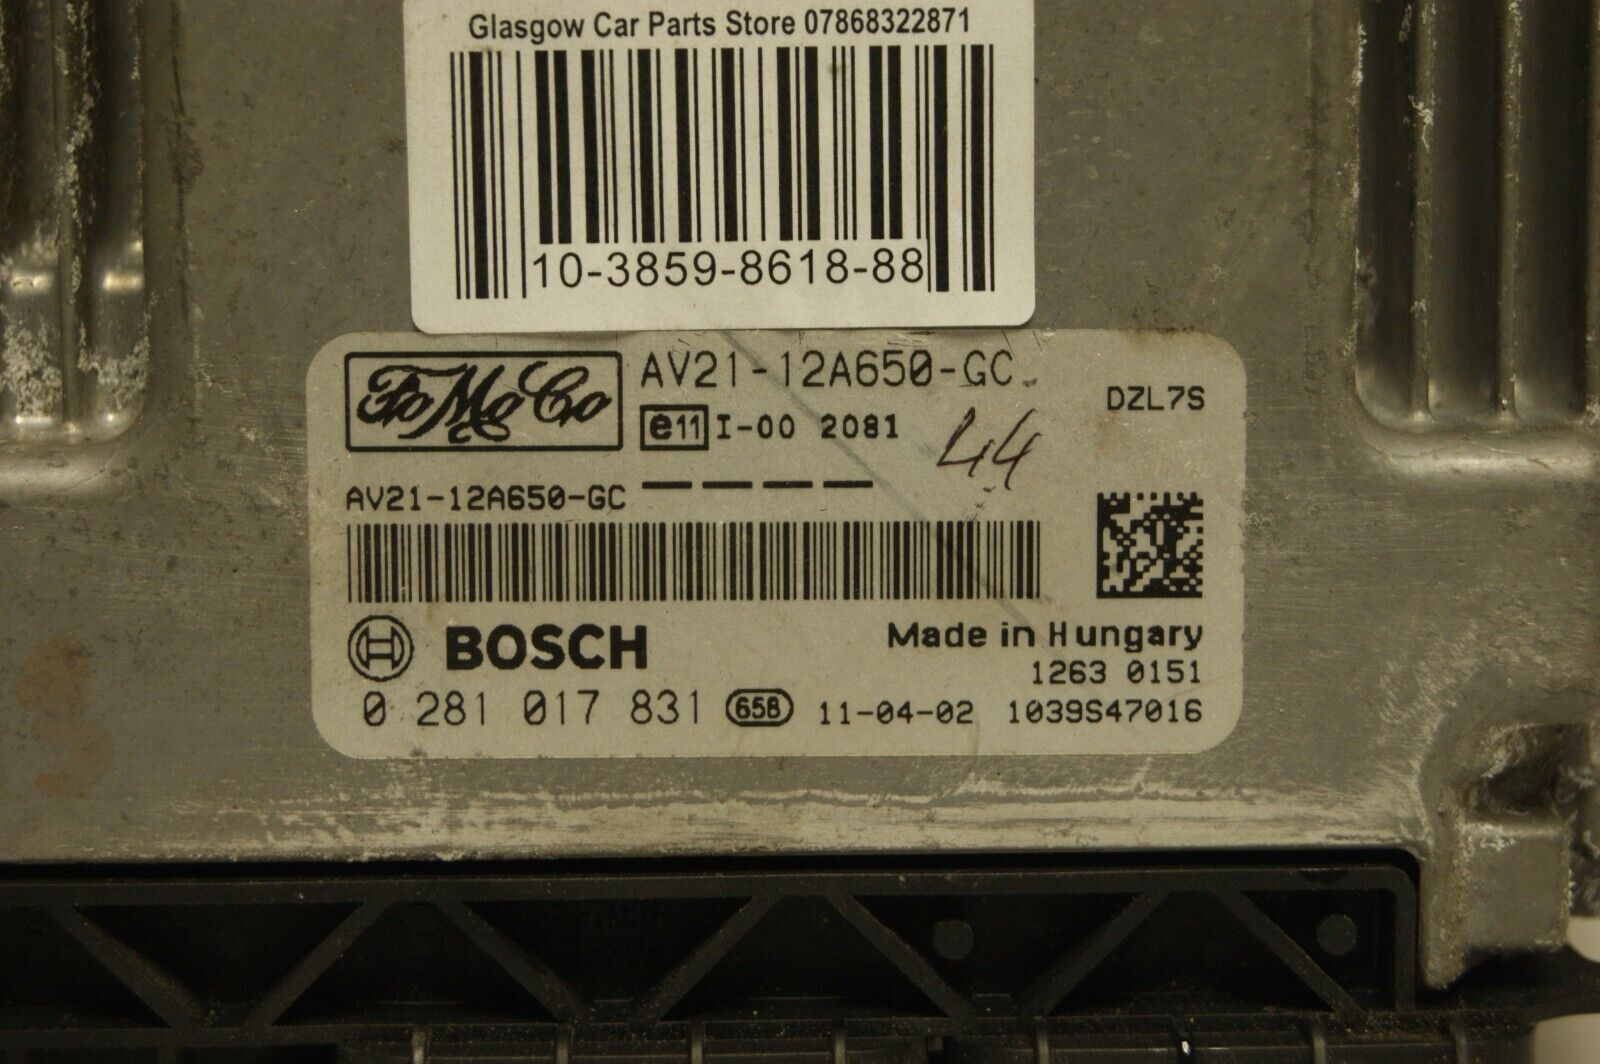 Glasgow Car Parts Store 07868322871
10-3859-8618-88
FoMoCo
AV21-12A650-GC
DZL7S
e11 I-00 2081
44
AV21-12A650-GC
BOSCH
Made in Hungary
1263 0151
0 281 017 831 65B 11-04-02 1039S47016